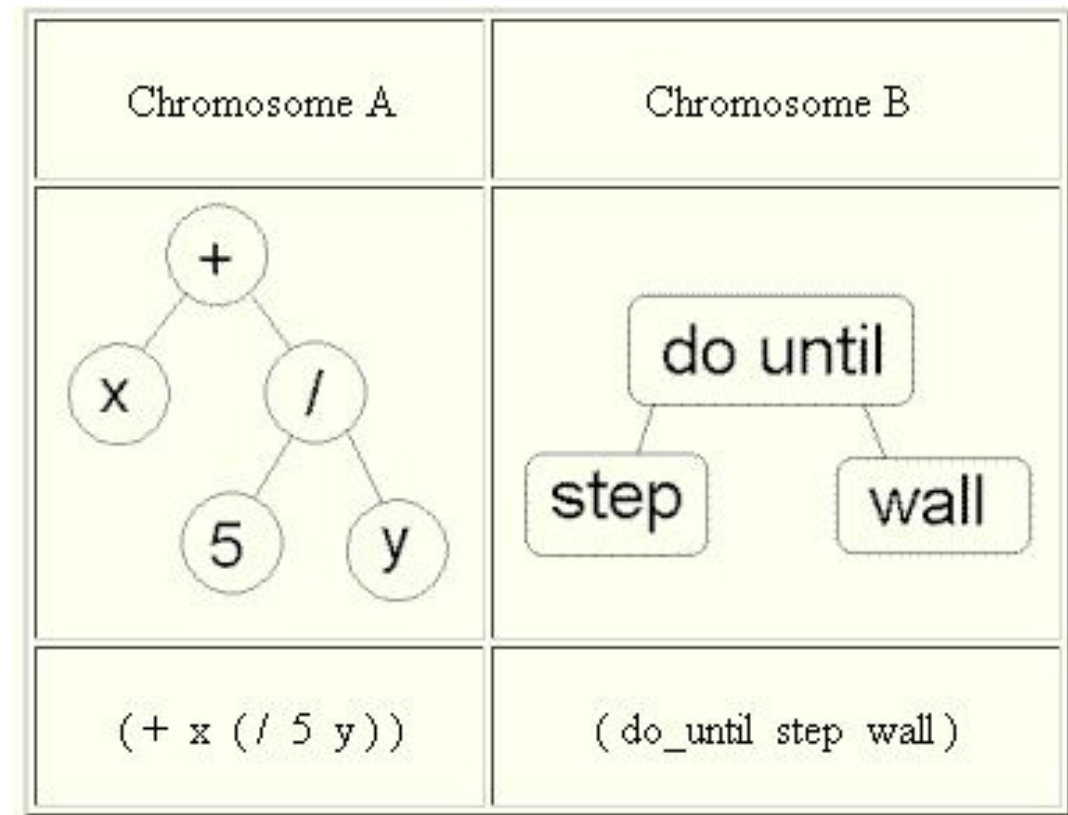 Chromosome A
Chromosome B
+
x
/
5
y
do until
step
wall
(+ x (/ 5 y))
( do_until step wall )